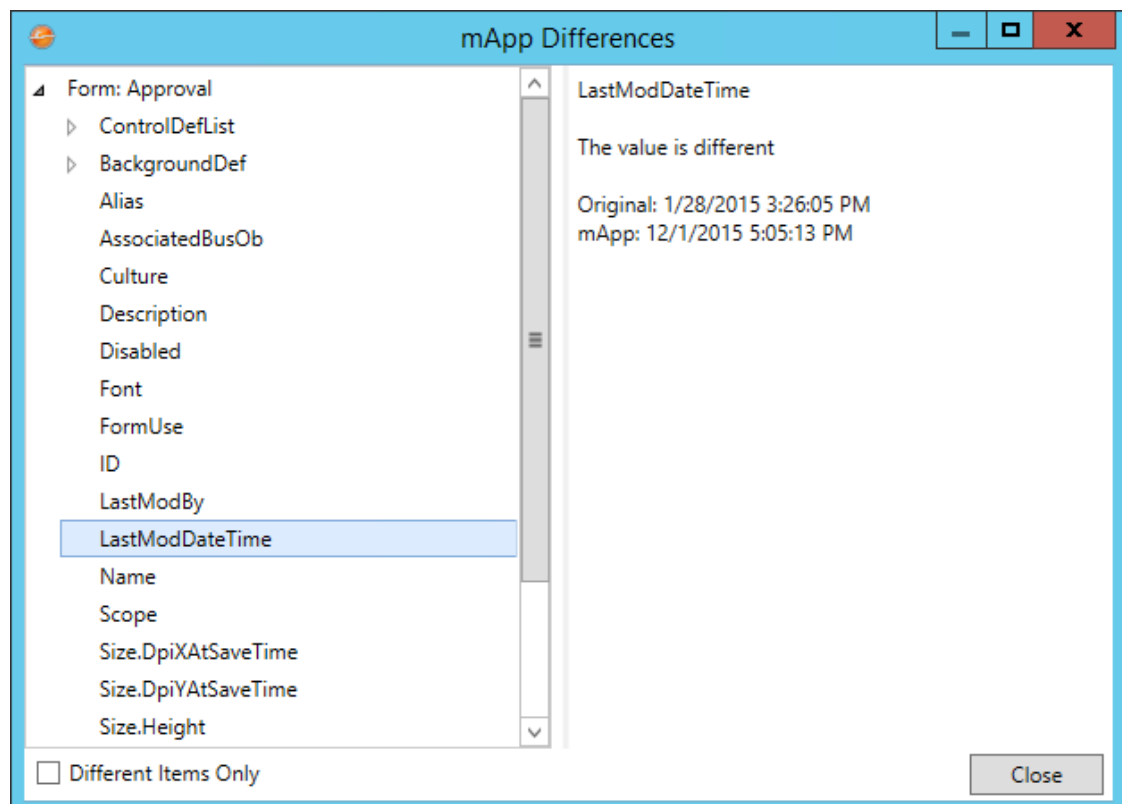 mApp Differences
Form: Approval
ControlDefList
BackgroundDef
Alias
AssociatedBusOb
Culture
Description
Disabled
Font
FormUse
ID
LastModBy
LastModDateTime
Name
Scope
Size.DpiXAtSaveTime
Size.DpiYAtSaveTime
Size.Height
LastModDateTime
The value is different
Original: 1/28/2015 3:26:05 PM
mApp: 12/1/2015 5:05:13 PM
Different Items Only
Close